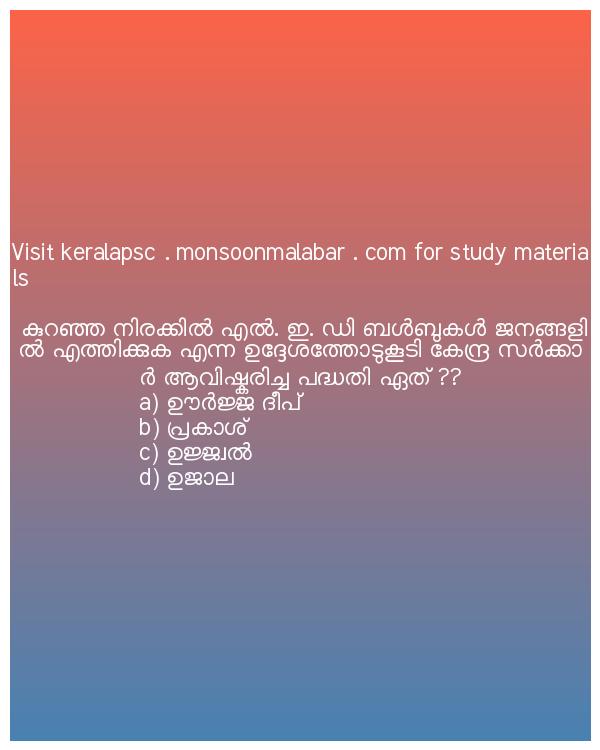 Visit keralapsc . monsoonmalabar . com for study materia
ls
കുറഞ്ഞ നിരക്കിൽ എൽ. ഇ. ഡി ബൾബുകൾ ജനങ്ങളി
ൽ എത്തിക്കുക എന്ന ഉദ്ദേശത്തോടുകൂടി കേന്ദ്ര സർക്കാ
ർ ആവിഷ്കരിച്ച പദ്ധതി ഏത് ??
a) ഊർജ്ജ ദീപ്
b) പ്രകാശ്
c) ഉജ്ജ്വൽ
d) ഉജാല